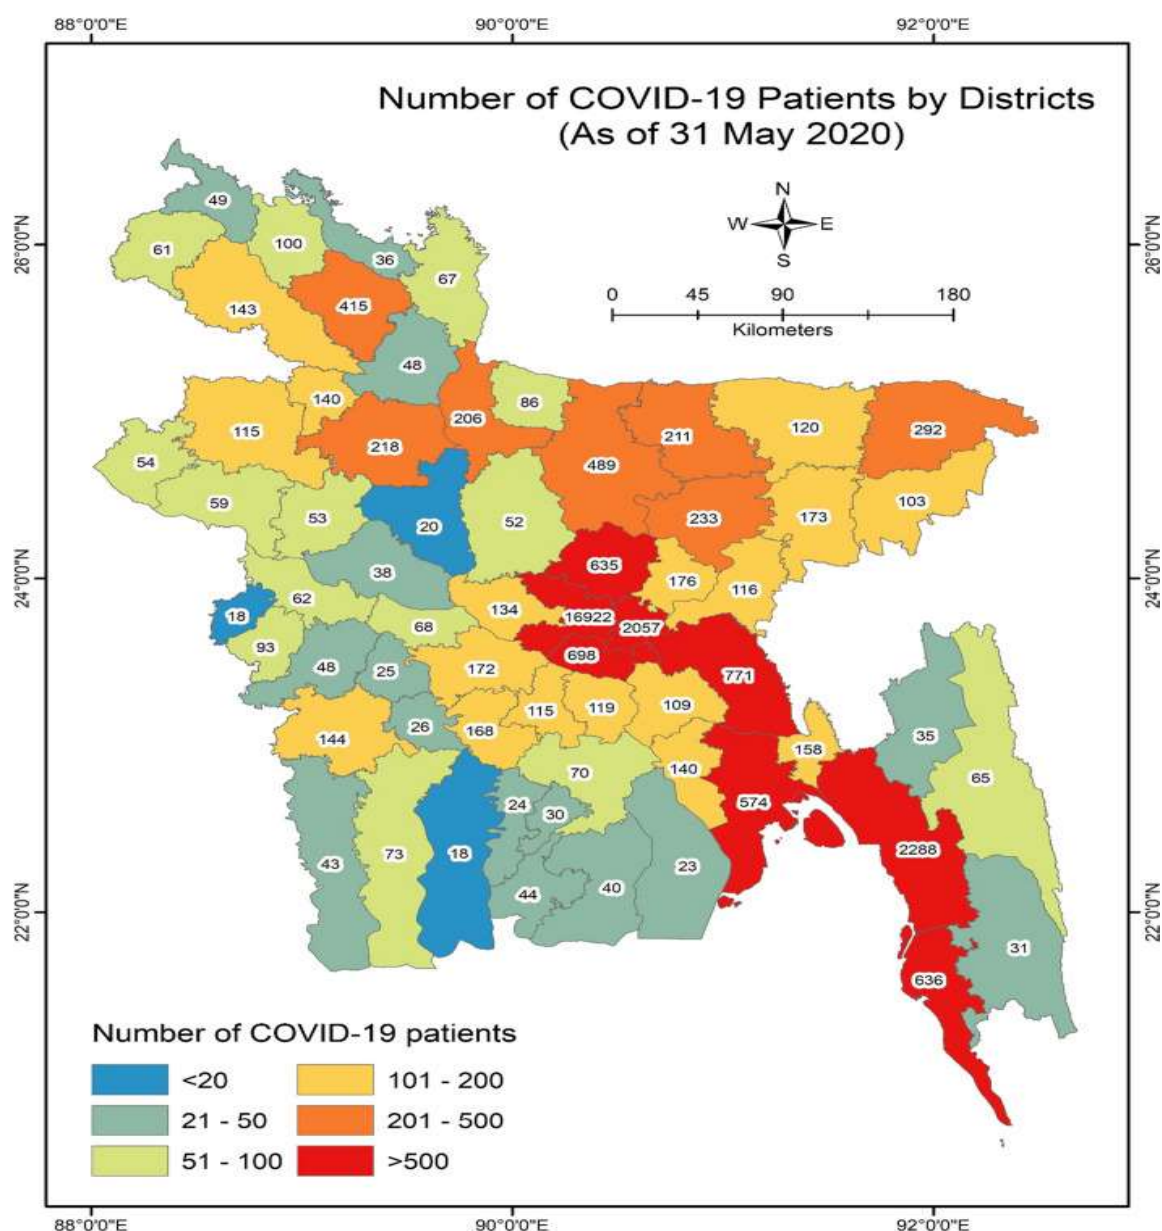 88°0'0"E 90°0'0"E 92°0'0"E
Number of COVID-19 Patients by Districts
(As of 31 May 2020)
N
W E
S
0 45 90 180
Kilometers
26°0'0"N 26°0'0"N
24°0'0"N 24°0'0"N
22°0'0"N 22°0'0"N
49
61 100 36 67
143 415
48
140 206 86
115 218 211 120 292
54 489
59 53 20 52 233 173 103
38 635 176 116
18 62 134 16922
68 2057
93 698
48 25 172 771
26 115 119 109
144 168 158 35
70 140 65
24 30 574
43 73 18 2288
44 40 23
31
636
Number of COVID-19 patients
<20 101 - 200
21 - 50 201 - 500
51 - 100 >500
88°0'0"E 90°0'0"E 92°0'0"E